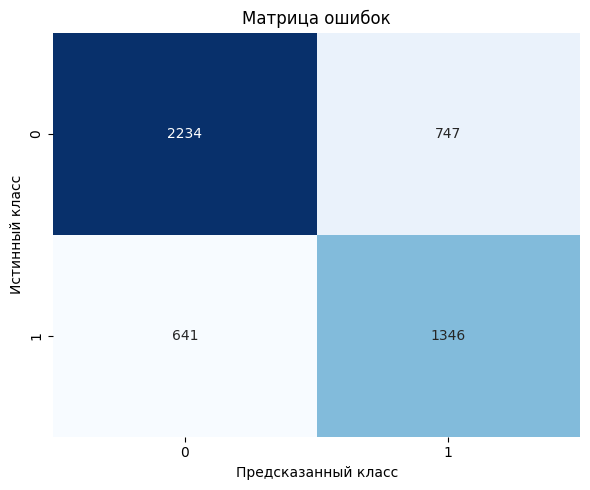 Матрица ошибок
Истинный класс
0
2234
747
1
641
1346
0
1
Предсказанный класс